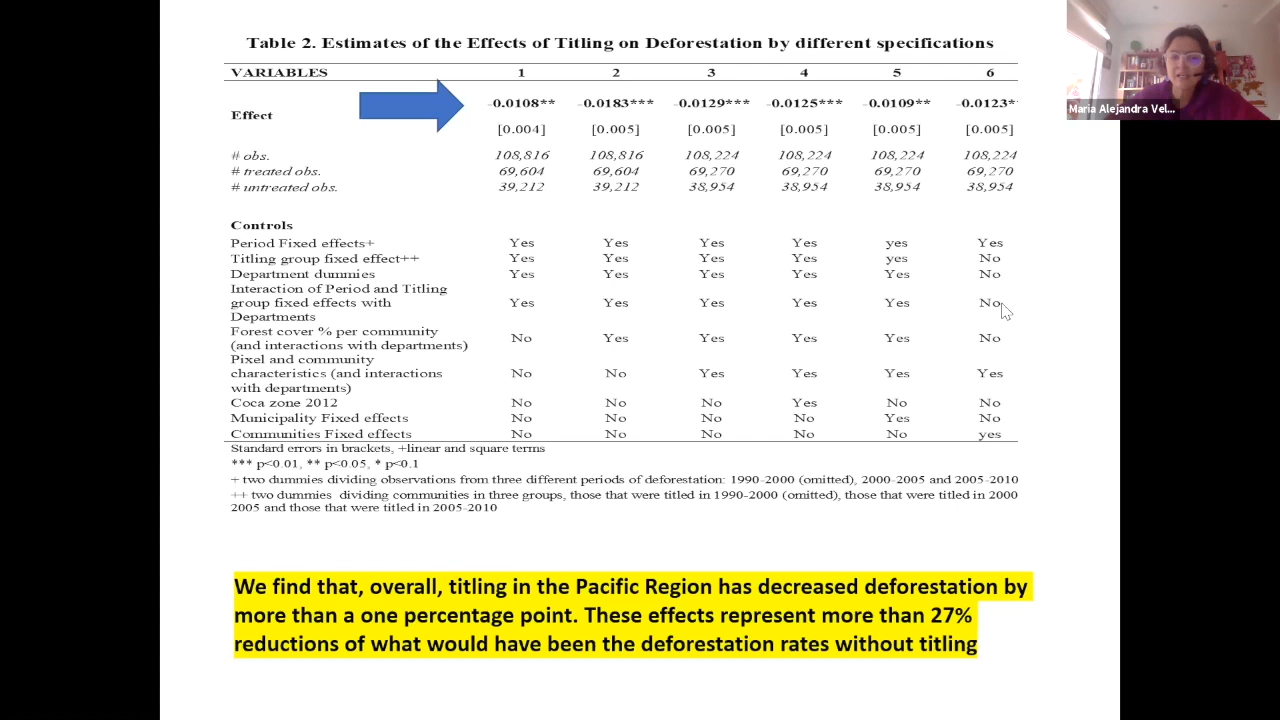 Table 2. Estimates of the Effects of Titling on Deforestation by different specifications
VARIABLES 1 2 3 4 5 6
Effect -0.0108** -0.0183*** -0.0129*** -0.0125*** -0.0109** -0.0123*
[0.004] [0.005] [0.005] [0.005] [0.005] [0.005]
# obs. 108,816 108,816 108,224 108,224 108,224 108,224
# treated obs. 69,604 69,604 69,270 69,270 69,270 69,270
# untreated obs. 39,212 39,212 38,954 38,954 38,954 38,954
Controls
Period Fixed effects+ Yes Yes Yes Yes yes Yes
Titling group fixed effect++ Yes Yes Yes Yes yes No
Department dummies Yes Yes Yes Yes Yes No
Interaction of Period and Titling
group fixed effects with Yes Yes Yes Yes Yes No
Departments
Forest cover % per community
(and interactions with departments) No Yes Yes Yes Yes No
Pixel and community
characteristics (and interactions No No Yes Yes Yes Yes
with departments)
Coca zone 2012 No No No Yes No No
Municipality Fixed effects No No No No Yes No
Communities Fixed effects No No No No No yes
Standard errors in brackets, +linear and square terms
*** p<0.01, ** p<0.05, * p<0.1
+ two dummies dividing observations from three different periods of deforestation: 1990-2000 (omitted), 2000-2005 and 2005-2010
++ two dummies dividing communities in three groups, those that were titled in 1990-2000 (omitted), those that were titled in 2000
2005 and those that were titled in 2005-2010
We find that, overall, titling in the Pacific Region has decreased deforestation by
more than a one percentage point. These effects represent more than 27%
reductions of what would have been the deforestation rates without titling
Maria Alejandra Vel...